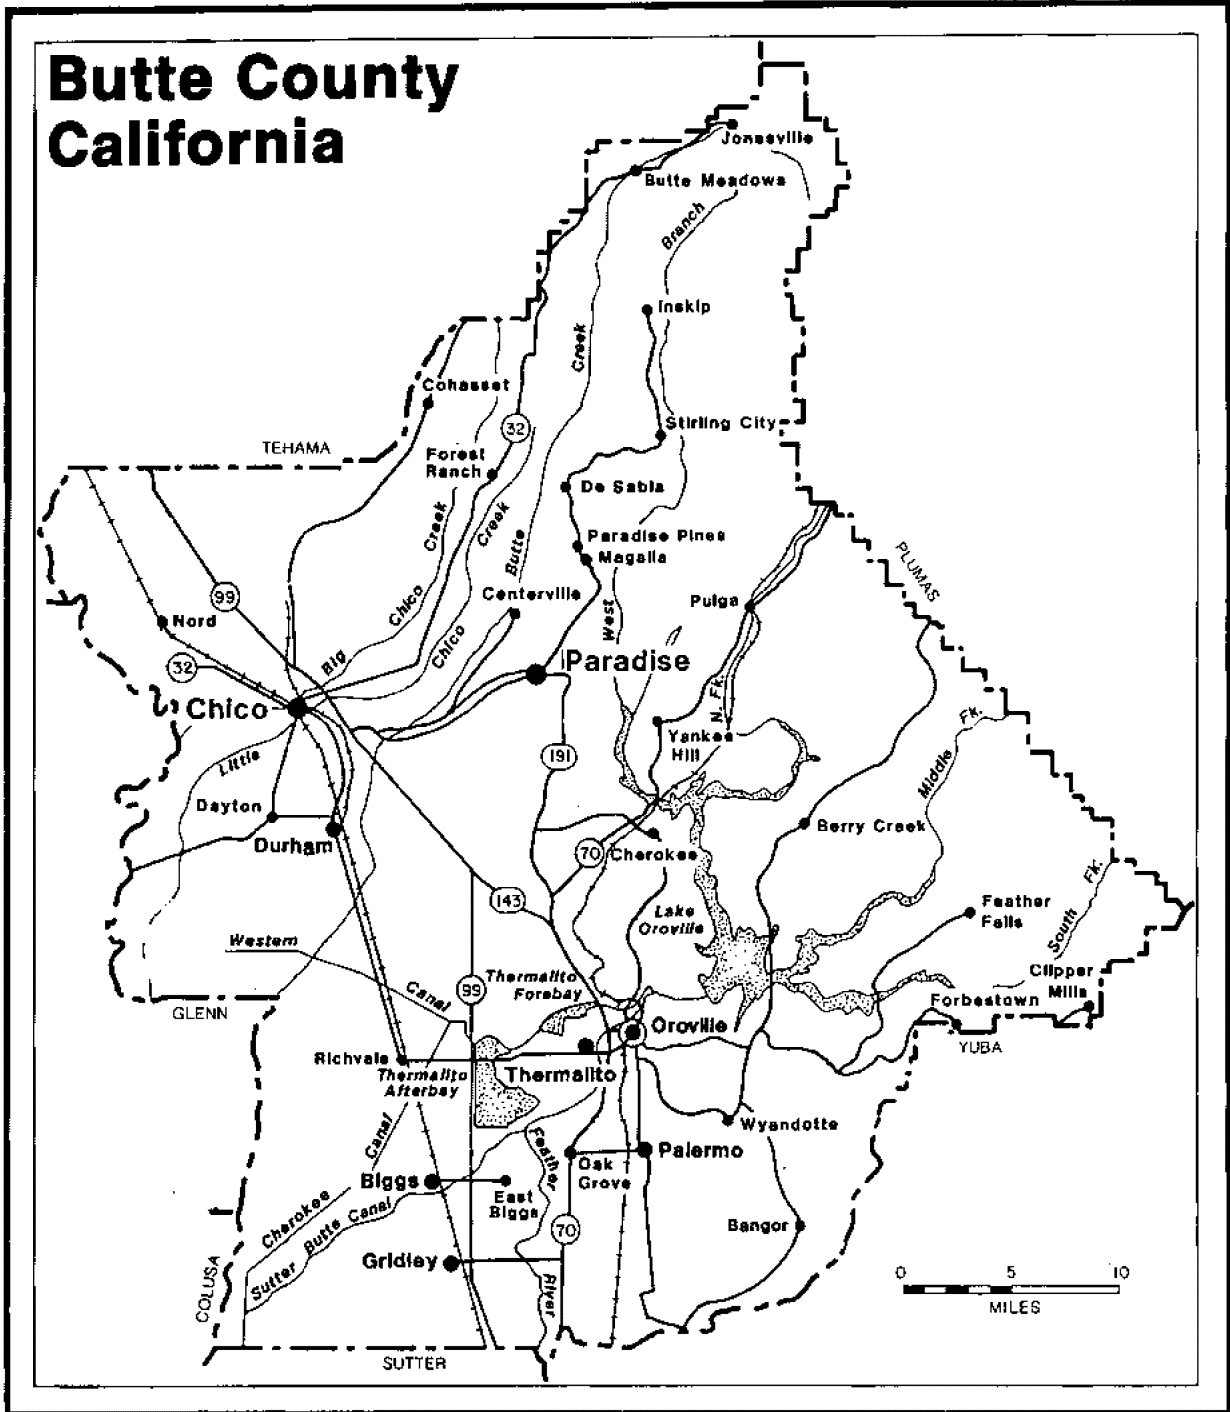 Butte County
California
Jonesville
Butte Meadows
Branch
Inskip
Creek
Cohasset
32
Stirling City
TEHAMA
Forest
Ranch
De Sabla
Creek
Creek
Butte
Paradise Pines
Magalia
PLUMAS
99
Chico
Centerville
West
Pulga
Nord
Chico
32
Big
Paradise
N. Fk.
Chico
Yankee
Hill
Fk.
Little
191
Middle
Dayton
Durham
Berry Creek
70
Cherokee
143
Fk.
Feather
Falls
Lake
Oroville
South
Western
Clipper
Mills
Thermalito
Forebay
Canal
99
GLENN
Forbestown
Oroville
YUBA
Richvale
Thermalito
Thermalito
Afterbay
Wyandotte
Canal
Feather
Palermo
Oak
Grove
Biggs
East
Biggs
Cherokee
Butte Canal
Sutter
70
Bangor
Gridley
River
COLUSA
0 5 10
MILES
SUTTER